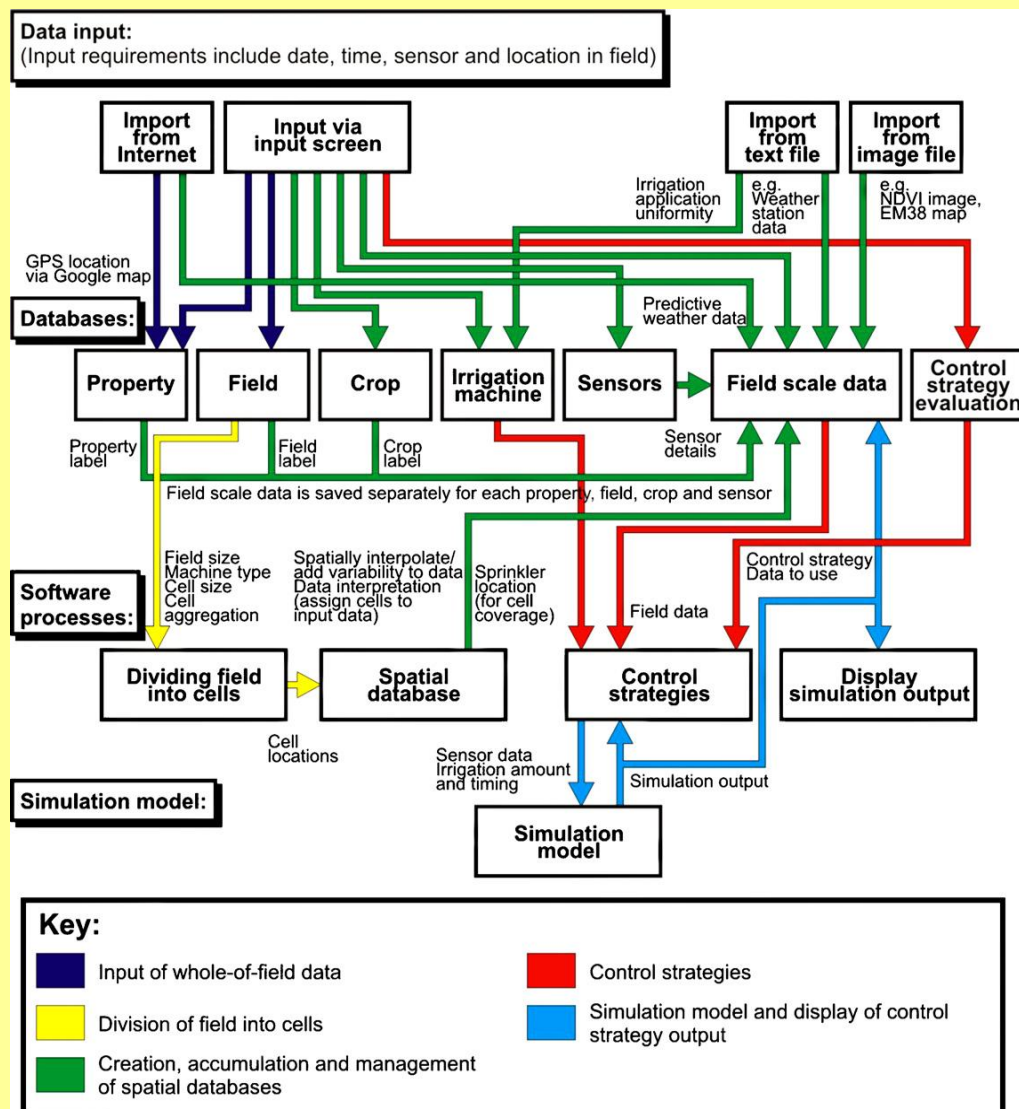 Data input:
(Input requirements include date, time, sensor and location in field)
Import
from
Internet
Input via
input screen
Import
from
text file
Import
from
image file
Irrigation
application
uniformity
e.g.
Weather
station
data
e.g.
NDVI image,
EM38 map
GPS location
via Google map
Predictive
weather data
Databases:
Property
Field
Crop
Irrigation
machine
Sensors
Field scale data
Control
strategy
evaluation
Property
label
Field
label
Crop
label
Sensor
details
Field scale data is saved separately for each property, field, crop and sensor
Software
processes:
Field size
Machine type
Cell size
Cell
aggregation
Spatially interpolate/
add variability to data
Data interpretation
(assign cells to
input data)
Sprinkler
location
(for cell
coverage)
Field data
Control strategy
Data to use
Dividing field
into cells
Spatial
database
Control
strategies
Display
simulation output
Cell
locations
Sensor data
Irrigation amount
and timing
Simulation output
Simulation model:
Simulation
model
Key:
Input of whole-of-field data
Division of field into cells
Creation, accumulation and management
of spatial databases
Control strategies
Simulation model and display of control
strategy output